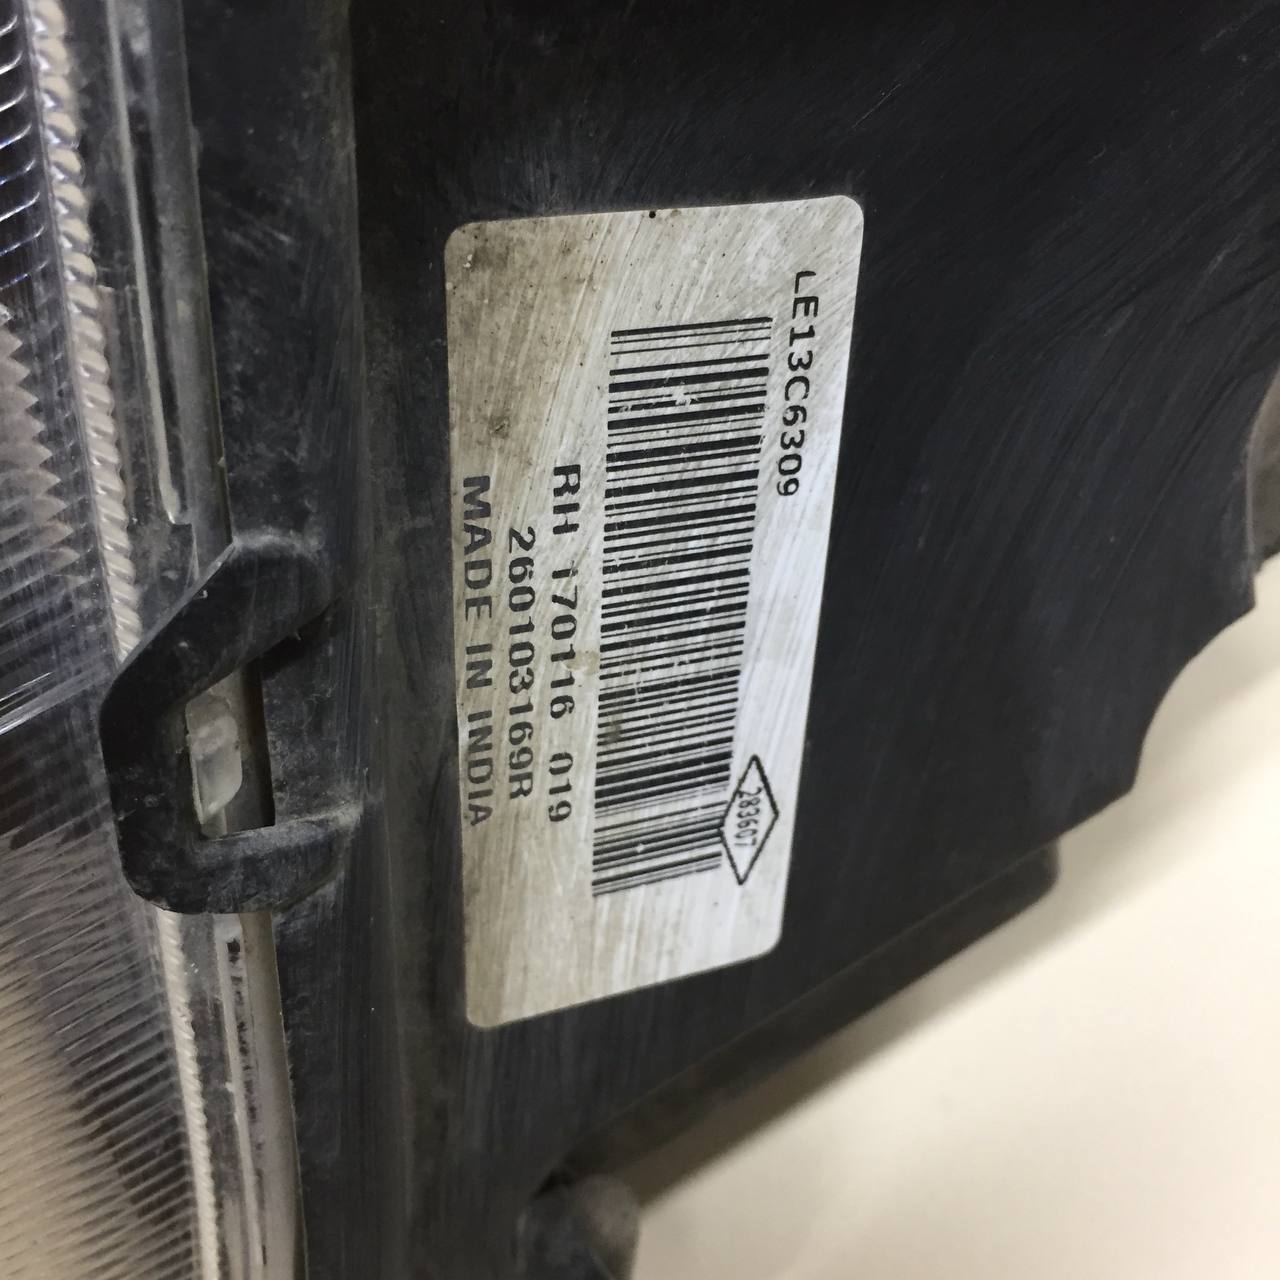 LE13C6309
283607
RH 170116 019
260103169R
MADE IN INDIA